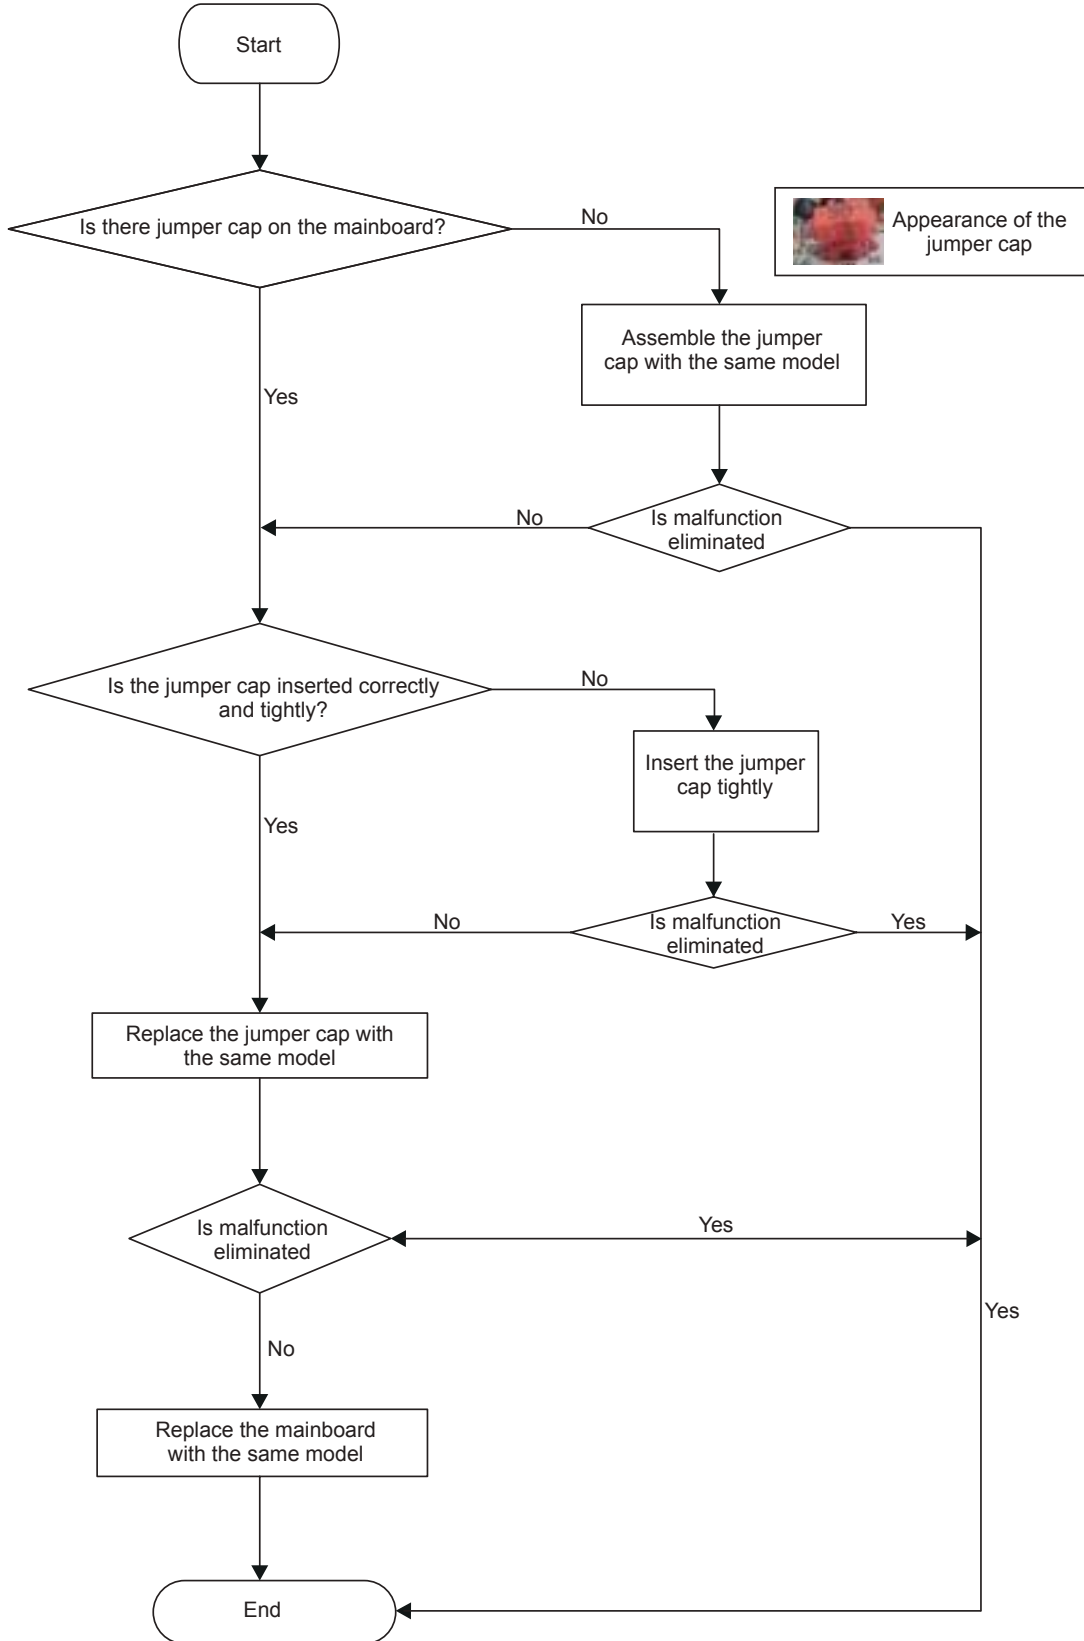 Start
Is there jumper cap on the mainboard?
No
Appearance of the
jumper cap
Assemble the jumper
cap with the same model
Yes
No
Is malfunction
eliminated
Is the jumper cap inserted correctly
and tightly?
No
Insert the jumper
cap tightly
Yes
No
Is malfunction
eliminated
Yes
Replace the jumper cap with
the same model
Is malfunction
eliminated
Yes
Yes
No
Replace the mainboard
with the same model
End